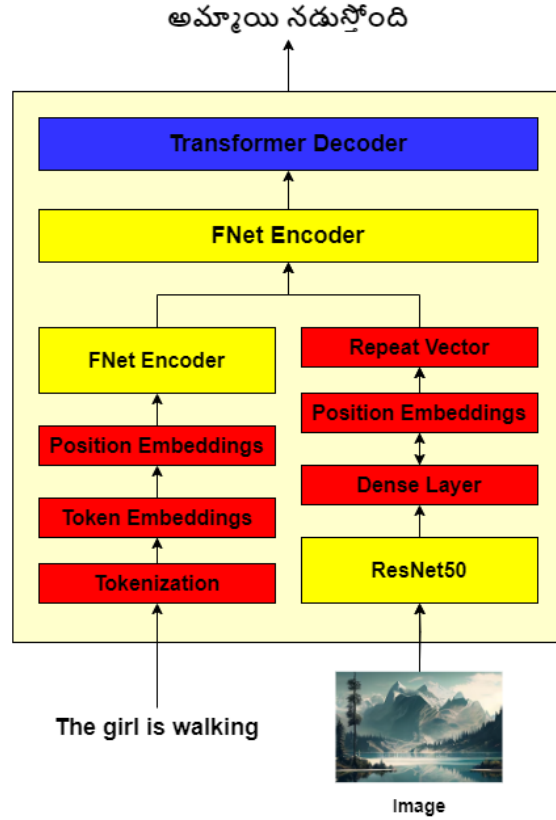 అమ్మాయి నడుస్తోంది
Transformer Decoder
FNet Encoder
FNet Encoder
Repeat Vector
Position Embeddings
Position Embeddings
Dense Layer
Token Embeddings
ResNet50
Tokenization
The girl is walking
Image